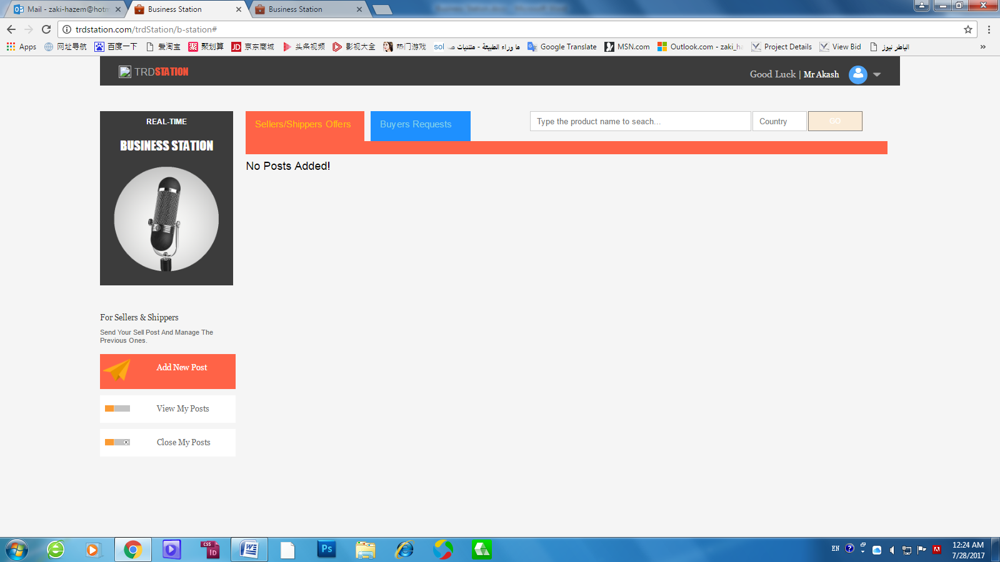 Mail - zaki-hazem@hotm
Business Station
Business Station
trdstation.com/trdStation/b-station#
Apps
网址导航
百度一下
爱淘宝
聚划算
京东商城
头条视频
影视大全
热门游戏
ما وراء الطبيعة - منتديات صـ
Google Translate
MSN.com
Outlook.com - zaki_ha
Project Details
View Bid
»
TRDSTATION
Good Luck | Mr Akash
REAL-TIME
BUSINESS STATION
Sellers/Shippers Offers
Buyers Requests
Type the product name to seach...
Country
GO
No Posts Added!
For Sellers & Shippers
Send Your Sell Post And Manage The
Previous Ones.
Add New Post
View My Posts
Close My Posts
EN
12:24 AM
7/28/2017